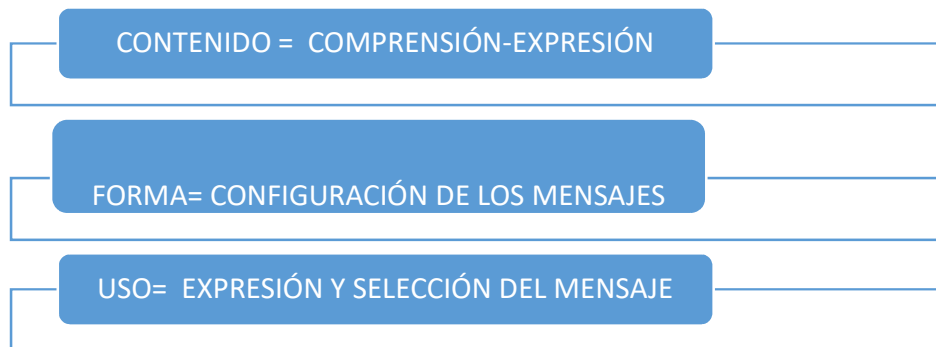 CONTENIDO = COMPRENSIÓN-EXPRESIÓN
FORMA= CONFIGURACIÓN DE LOS MENSAJES
USO= EXPRESIÓN Y SELECCIÓN DEL MENSAJE